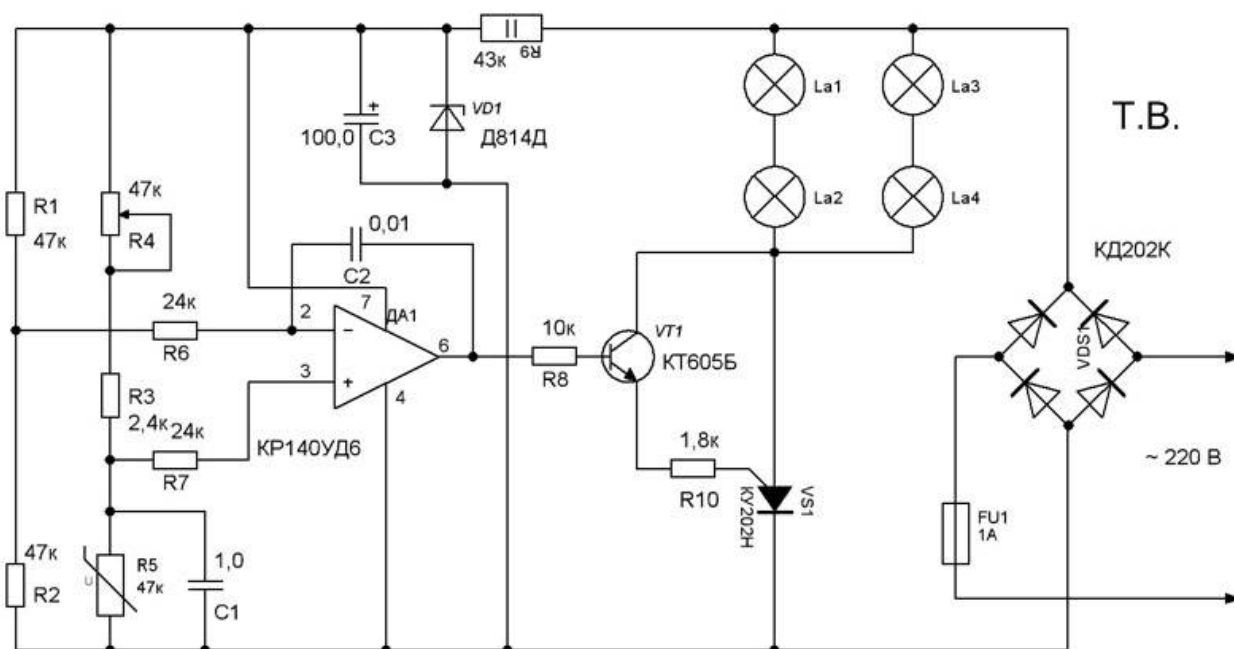 R9
43к
La1
La3
Т.В.
VD1
Д814Д
100,0
+
C3
47к
R4
R1
47к
La2
La4
0,01
C2
КД202К
24к
R6
2
7
ДА1
−
6
10к
R8
VT1
КТ605Б
VDS1
3
+
4
R3
2,4к
24к
R7
КР140УД6
1,8к
R10
КУ202Н
VS1
~ 220 В
FU1
1А
47к
R2
U
R5
47к
1,0
C1